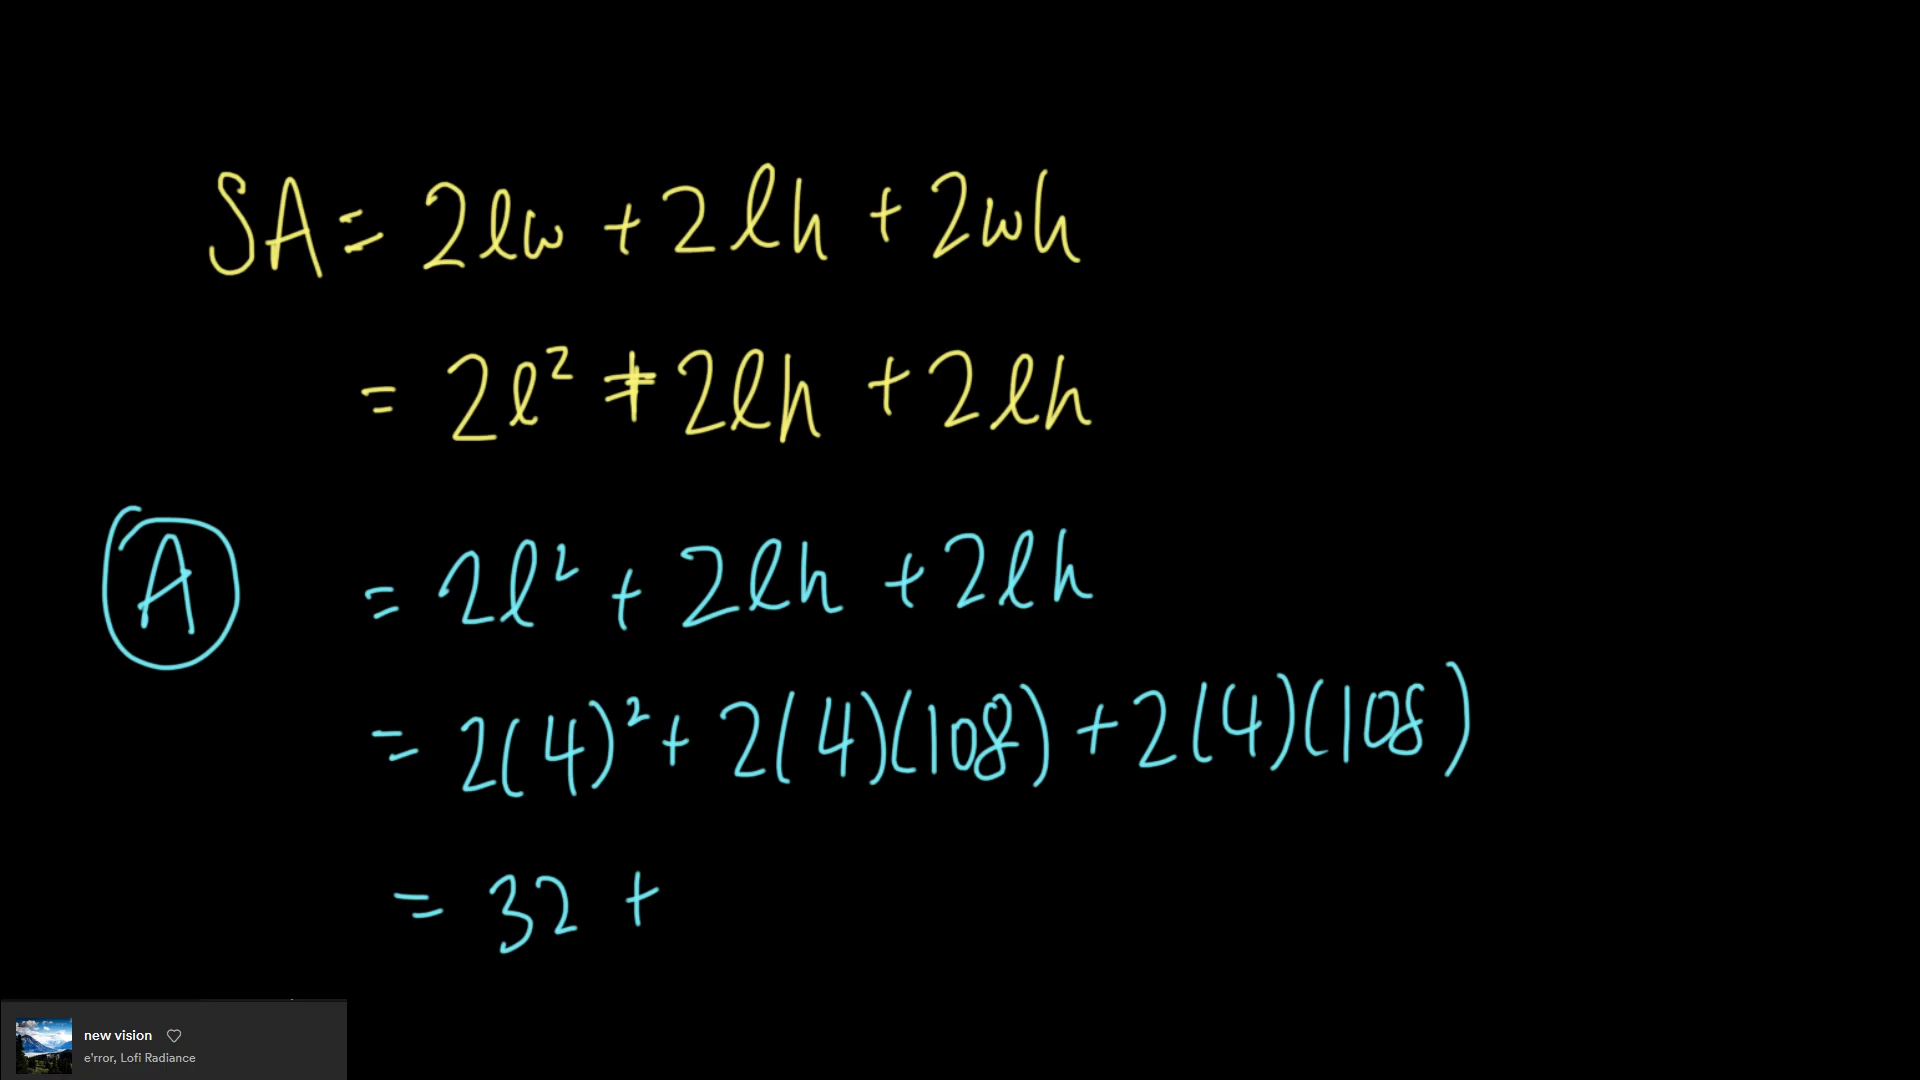 SA = 2lw + 2lh + 2wh
= 2l² + 2lh + 2lh
A = 2l² + 2lh + 2lh
= 2(4)² + 2(4)(108) + 2(4)(108)
= 32 +
new vision
e'rror, Lofi Radiance